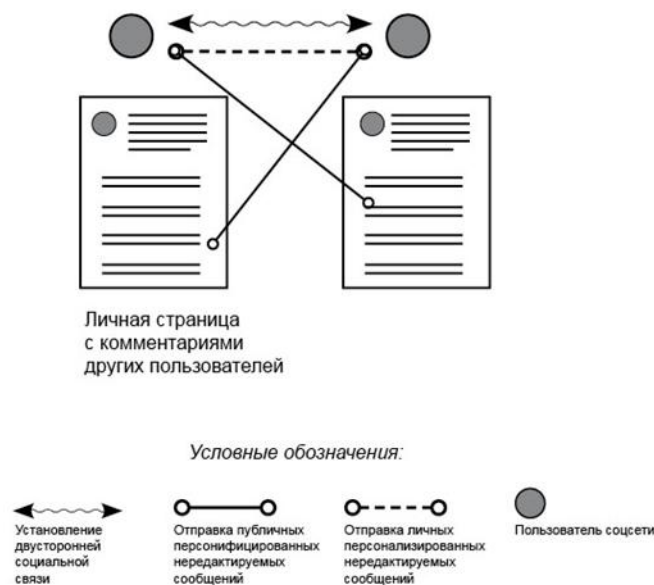 Личная страница
с комментариями
других пользователей
Условные обозначения:
Установление
двусторонней
социальной
связи
Отправка публичных
персонифицированных
нередактируемых
сообщений
Отправка личных
персонализированных
нередактируемых
сообщений
Пользователь соцсети